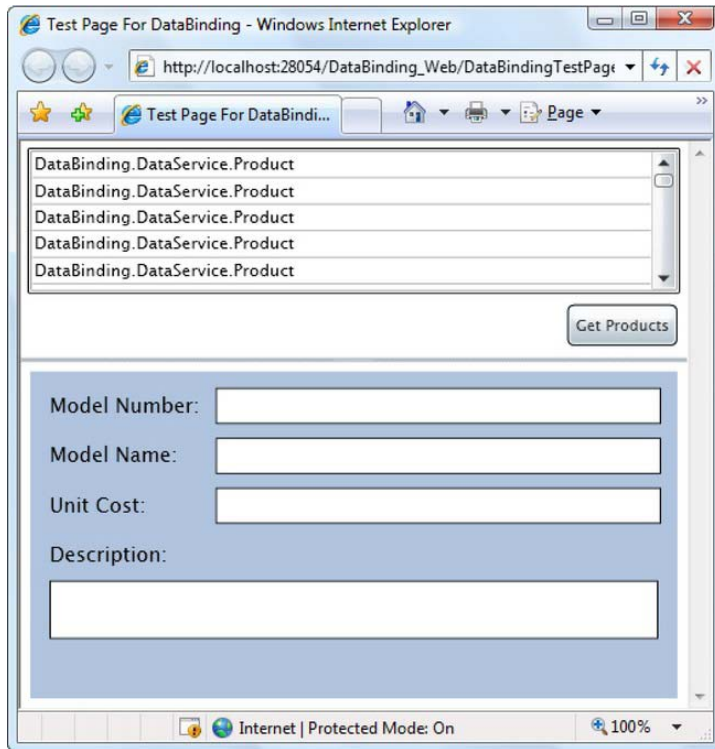 Test Page For DataBinding - Windows Internet Explorer
http://localhost:28054/DataBinding_Web/DataBindingTestPage
Test Page For DataBindi...
Page
DataBinding.DataService.Product
DataBinding.DataService.Product
DataBinding.DataService.Product
DataBinding.DataService.Product
DataBinding.DataService.Product
Get Products
Model Number:
Model Name:
Unit Cost:
Description:
Internet | Protected Mode: On
100%